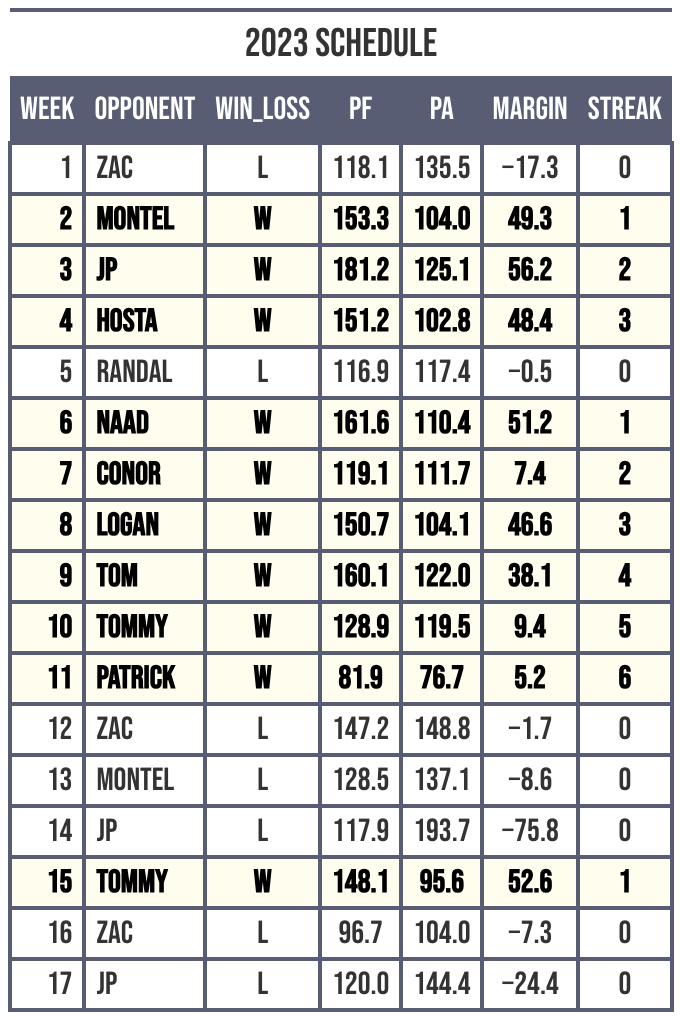 2023 SCHEDULE
WEEK OPPONENT WIN_LOSS PF PA MARGIN STREAK
1 ZAC L 118.1 135.5 −17.3 0
2 MONTEL W 153.3 104.0 49.3 1
3 JP W 181.2 125.1 56.2 2
4 HOSTA W 151.2 102.8 48.4 3
5 RANDAL L 116.9 117.4 −0.5 0
6 NAAD W 161.6 110.4 51.2 1
7 CONOR W 119.1 111.7 7.4 2
8 LOGAN W 150.7 104.1 46.6 3
9 TOM W 160.1 122.0 38.1 4
10 TOMMY W 128.9 119.5 9.4 5
11 PATRICK W 81.9 76.7 5.2 6
12 ZAC L 147.2 148.8 −1.7 0
13 MONTEL L 128.5 137.1 −8.6 0
14 JP L 117.9 193.7 −75.8 0
15 TOMMY W 148.1 95.6 52.6 1
16 ZAC L 96.7 104.0 −7.3 0
17 JP L 120.0 144.4 −24.4 0